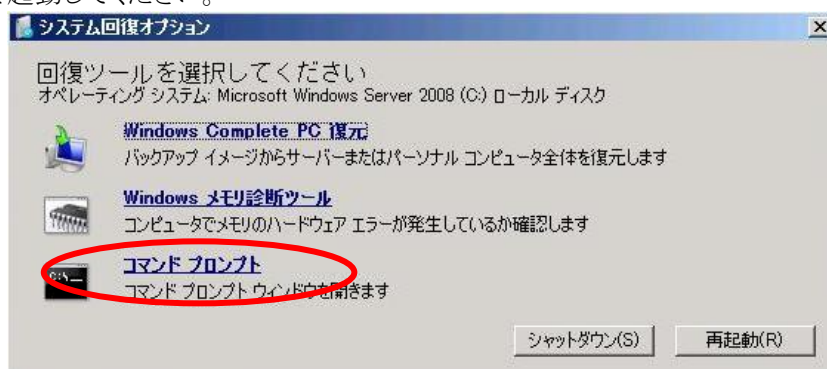 起動してください。
システム回復オプション
回復ツールを選択してください
オペレーティング システム: Microsoft Windows Server 2008 (C:) ローカル ディスク
Windows Complete PC 復元
バックアップ イメージからサーバーまたはパーソナル コンピュータ全体を復元します
Windows メモリ診断ツール
コンピュータでメモリのハードウェア エラーが発生しているか確認します
コマンド プロンプト
コマンド プロンプト ウィンドウを開きます
シャットダウン(S)
再起動(R)